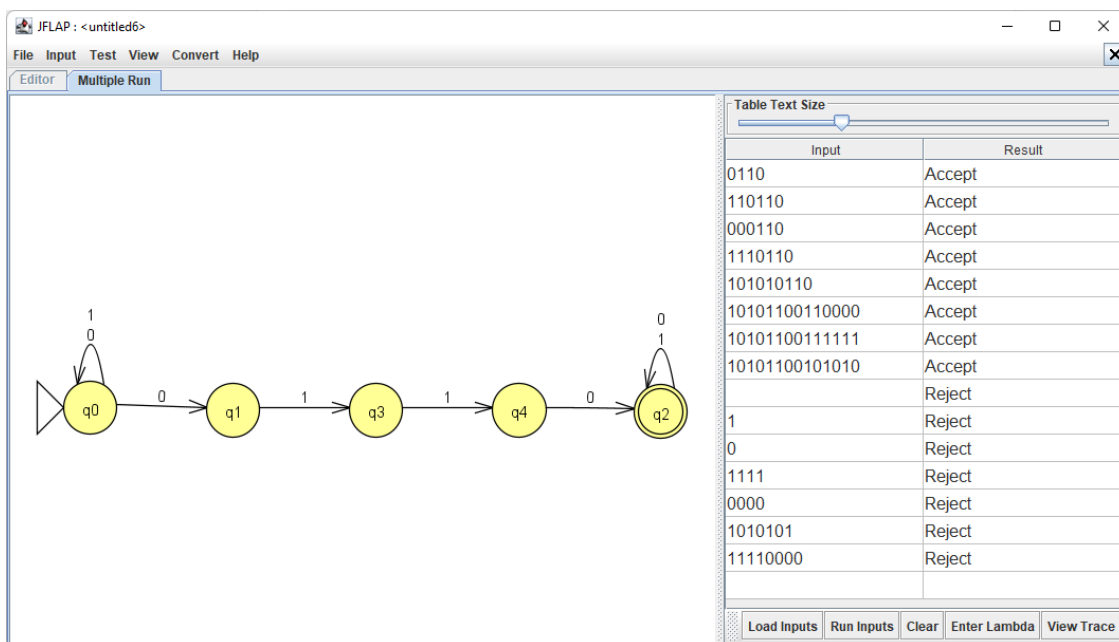 JFLAP : <untitled6>
File Input Test View Convert Help
Editor Multiple Run
Table Text Size
Input Result
0110 Accept
110110 Accept
000110 Accept
1110110 Accept
101010110 Accept
10101100110000 Accept
10101100111111 Accept
10101100101010 Accept
Reject
1 Reject
0 Reject
1111 Reject
0000 Reject
1010101 Reject
11110000 Reject
1 0
0 1
q0 0 q1 1 q3 1 q4 0 q2
Load Inputs Run Inputs Clear Enter Lambda View Trace